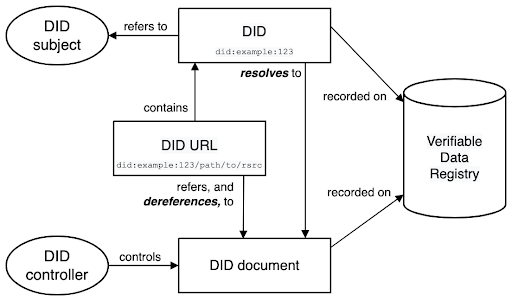 DID
subject
refers to
DID
did:example:123
resolves to
recorded on
contains
DID URL
did:example:123/path/to/rsrc
Verifiable
Data
Registry
refers, and
dereferences, to
recorded on
DID
controller
controls
DID document